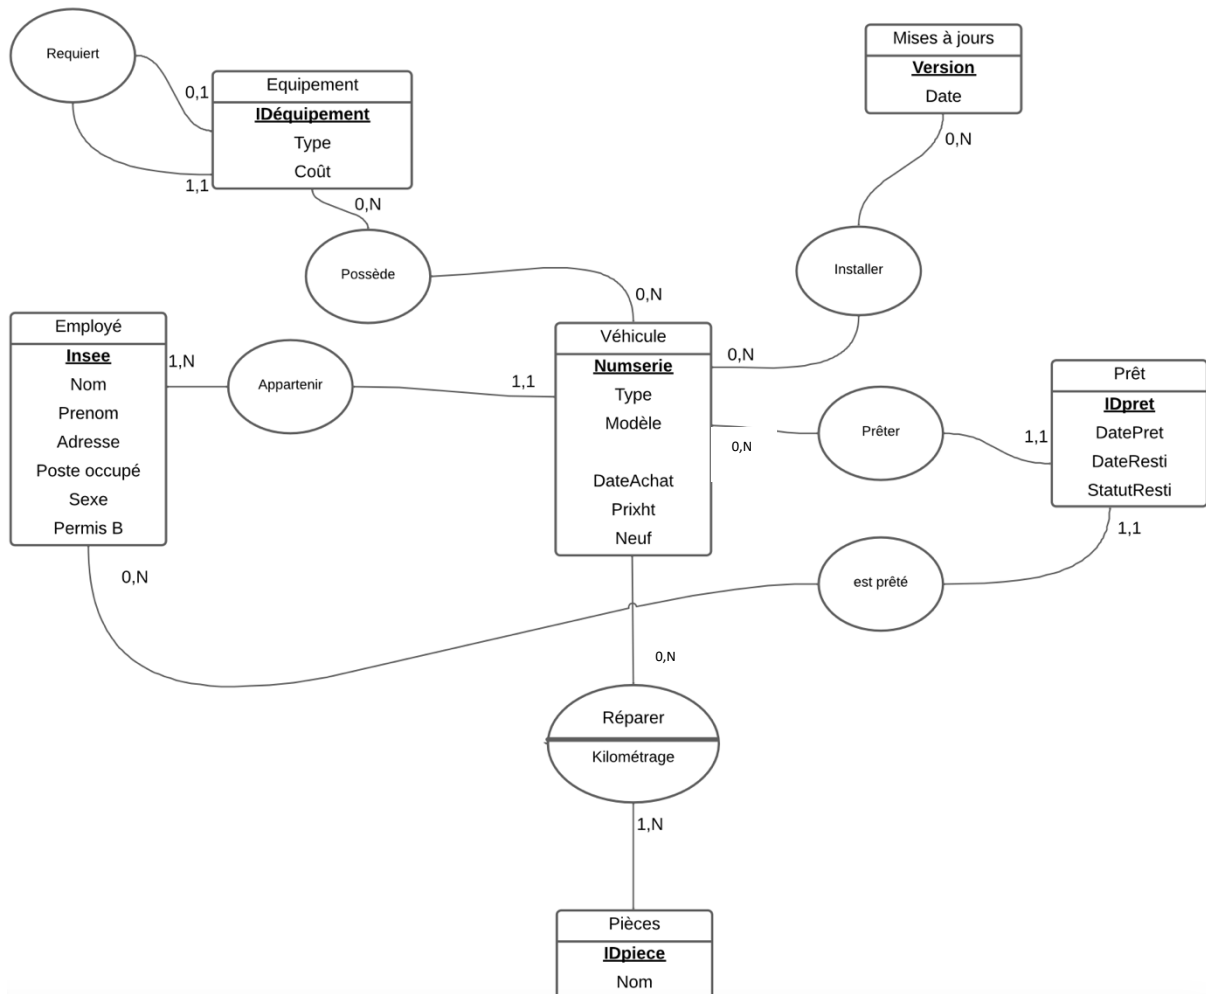 Requiert
0,1
1,1
Equipement
IDéquipement
Type
Coût
0,N
Possède
0,N
Mises à jours
Version
Date
0,N
Installer
0,N
Employé
Insee
Nom
Prenom
Adresse
Poste occupé
Sexe
Permis B
1,N
Appartenir
1,1
Véhicule
Numserie
Type
Modèle
DateAchat
Prixht
Neuf
0,N
Prêter
1,1
Prêt
IDpret
DatePret
DateResti
StatutResti
1,1
est prêté
0,N
0,N
Réparer
Kilométrage
1,N
Pièces
IDpiece
Nom